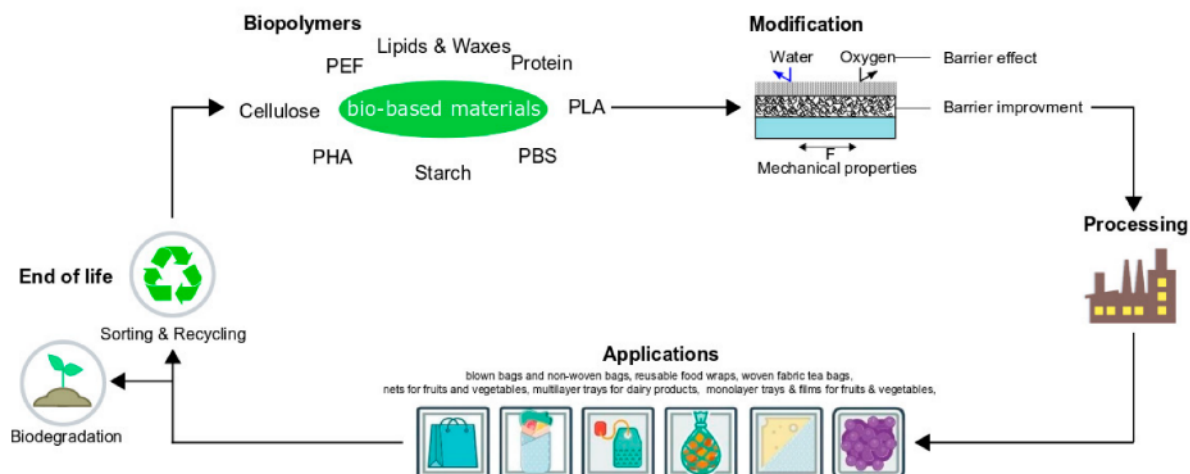 Biopolymers
Lipids & Waxes
PEF
Protein
Cellulose
bio-based materials
PLA
PHA
Starch
PBS
Modification
Water
Oxygen
Barrier effect
Barrier improvment
F
Mechanical properties
Processing
End of life
Sorting & Recycling
Biodegradation
Applications
blown bags and non-woven bags, reusable food wraps, woven fabric tea bags,
nets for fruits and vegetables, multilayer trays for dairy products, monolayer trays & films for fruits & vegetables,